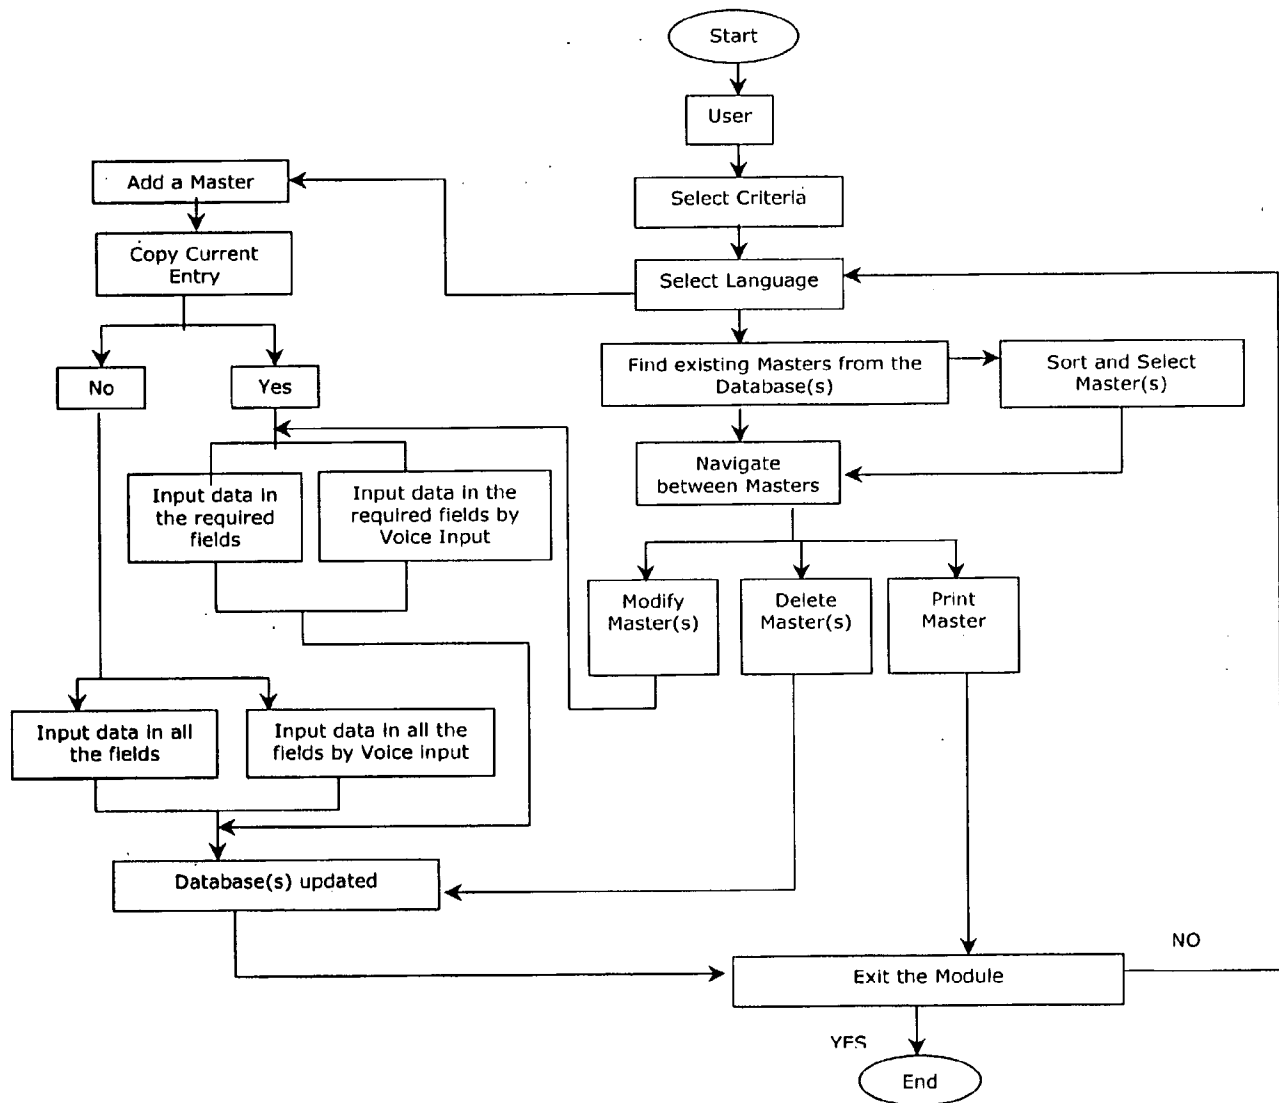 Start
User
Add a Master
Select Criteria
Copy Current
Entry
Select Language
Find existing Masters from the
Database(s)
Sort and Select
Master(s)
No
Yes
Navigate
between Masters
Input data in
the required
fields
Input data in the
required fields by
Voice Input
Modify
Master(s)
Delete
Master(s)
Print
Master
Input data in all
the fields
Input data in all the
fields by Voice input
Database(s) updated
NO
Exit the Module
YES
End